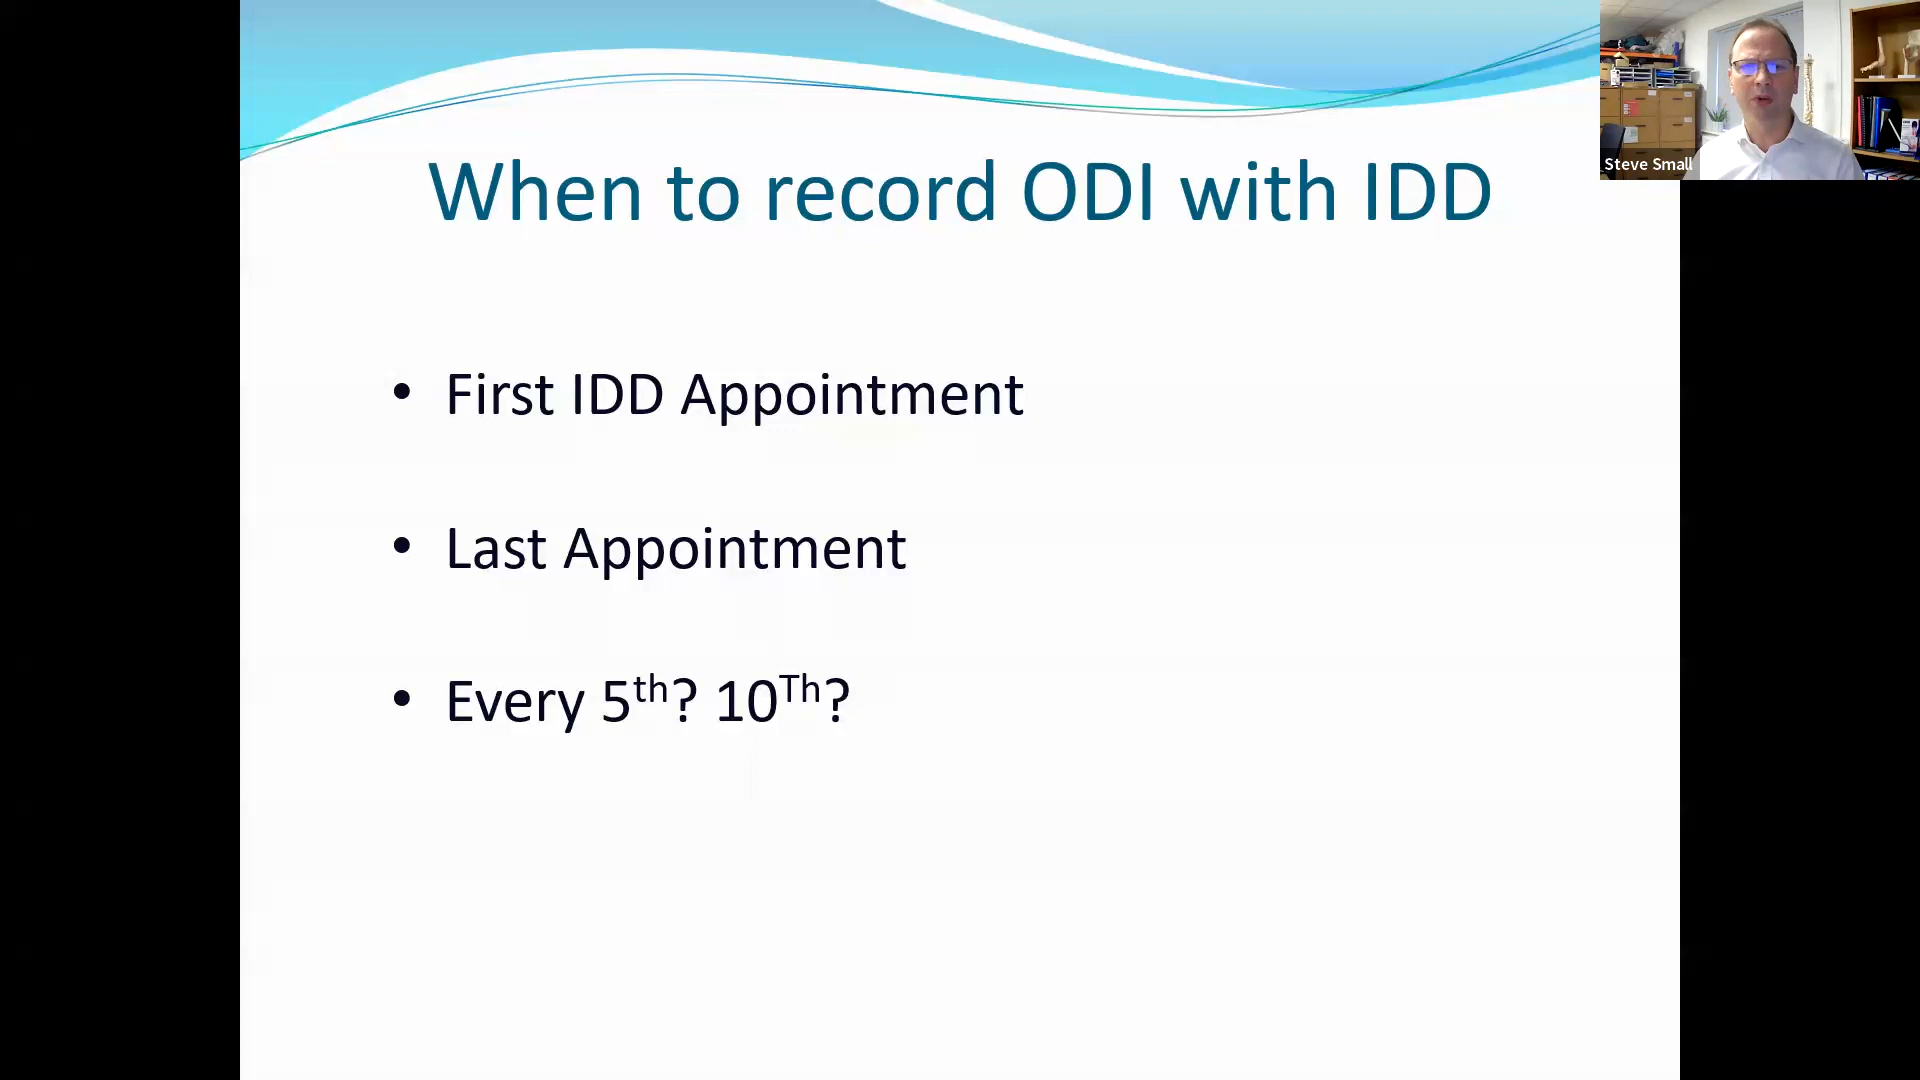 When to record ODI with IDD
Steve Small
• First IDD Appointment
• Last Appointment
• Every 5th? 10Th?